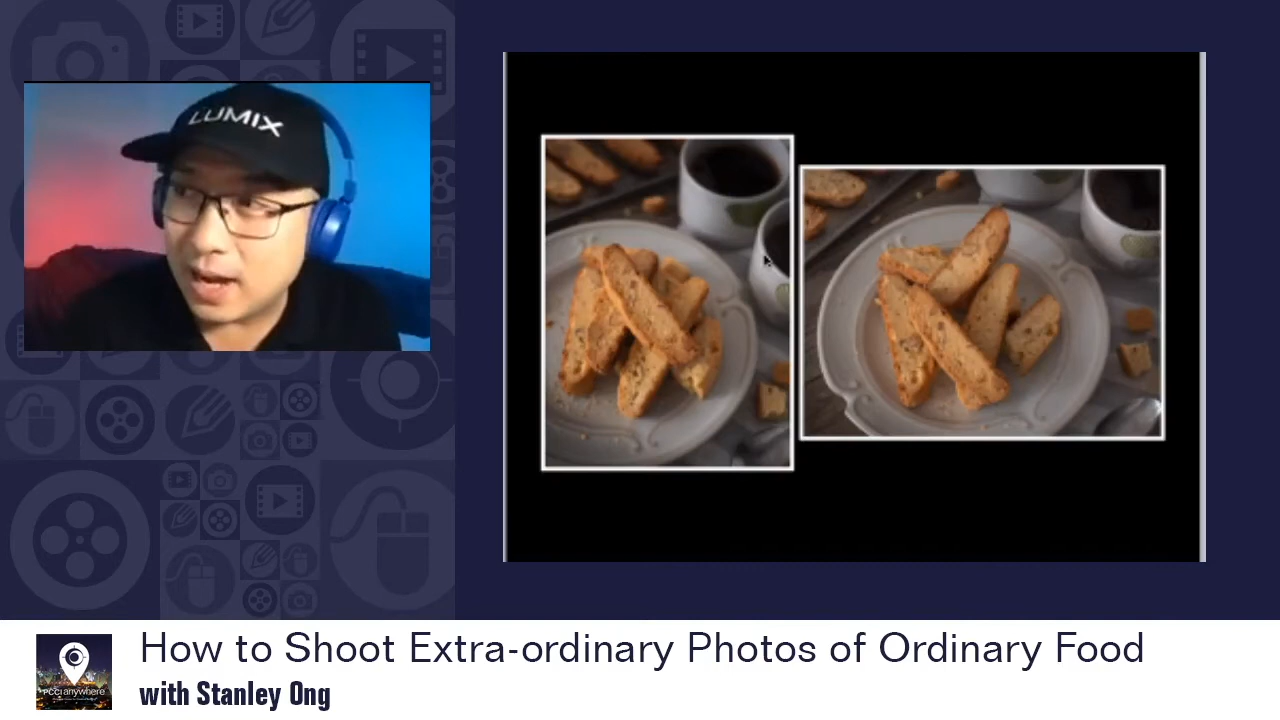 LUMIX
How to Shoot Extra-ordinary Photos of Ordinary Food
PCCI anywhere
with Stanley Ong